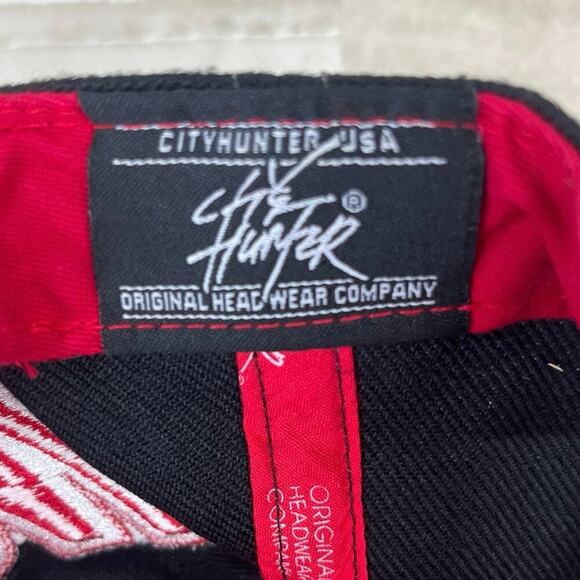 CITYHUNTER USA
CITY
HUNTER ®
ORIGINAL HEAD WEAR COMPANY
ORIGINAL
HEADWEAR
COMPANY